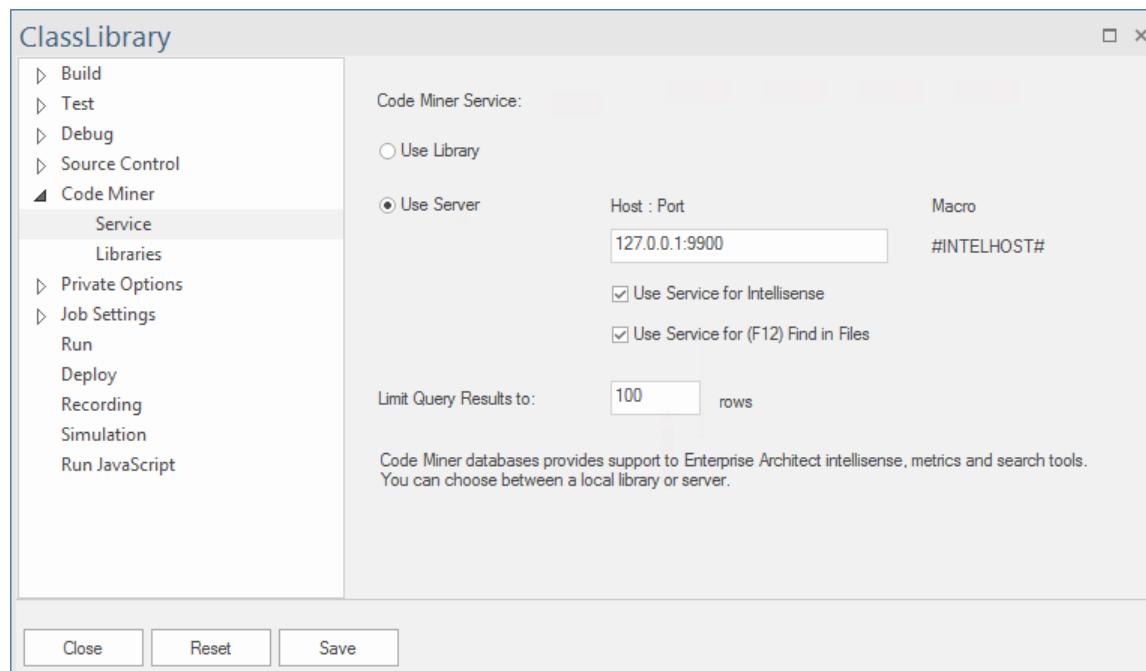 ClassLibrary
Build
Test
Debug
Source Control
Code Miner
Service
Libraries
Private Options
Job Settings
Run
Deploy
Recording
Simulation
Run JavaScript
Code Miner Service:
Use Library
Use Server
Host : Port
Macro
127.0.0.1:9900
#INTELHOST#
Use Service for Intellisense
Use Service for (F12) Find in Files
Limit Query Results to:
100
rows
Code Miner databases provides support to Enterprise Architect intellisense, metrics and search tools.
You can choose between a local library or server.
Close
Reset
Save